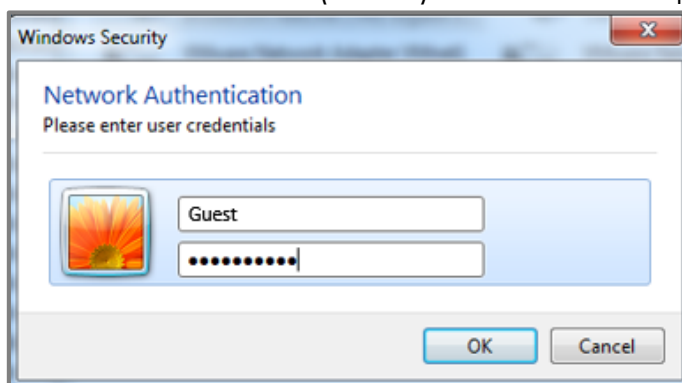 Windows Security
Network Authentication
Please enter user credentials
Guest
••••••••••
OK
Cancel